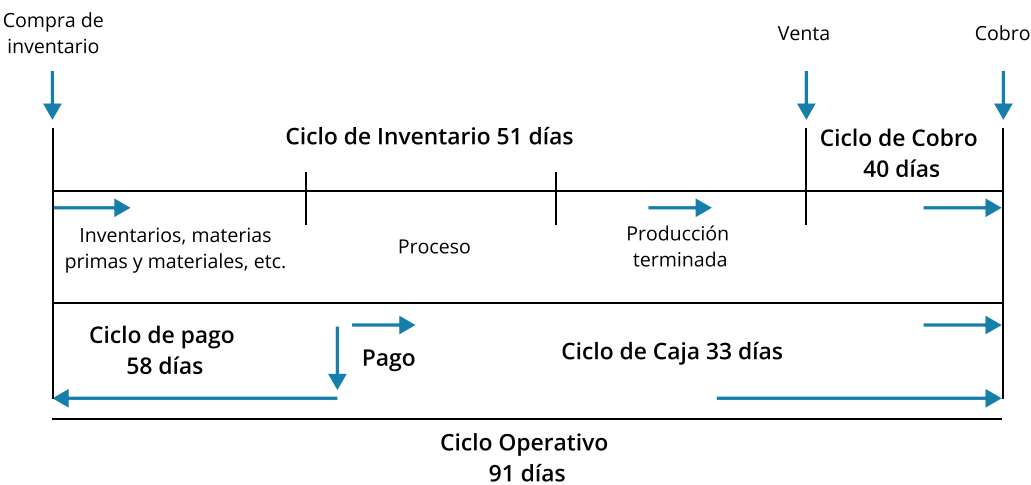 Compra de
inventario
Venta
Cobro
Ciclo de Inventario 51 días
Ciclo de Cobro
40 días
Inventarios, materias
primas y materiales, etc.
Proceso
Producción
terminada
Ciclo de pago
58 días
Pago
Ciclo de Caja 33 días
Ciclo Operativo
91 días